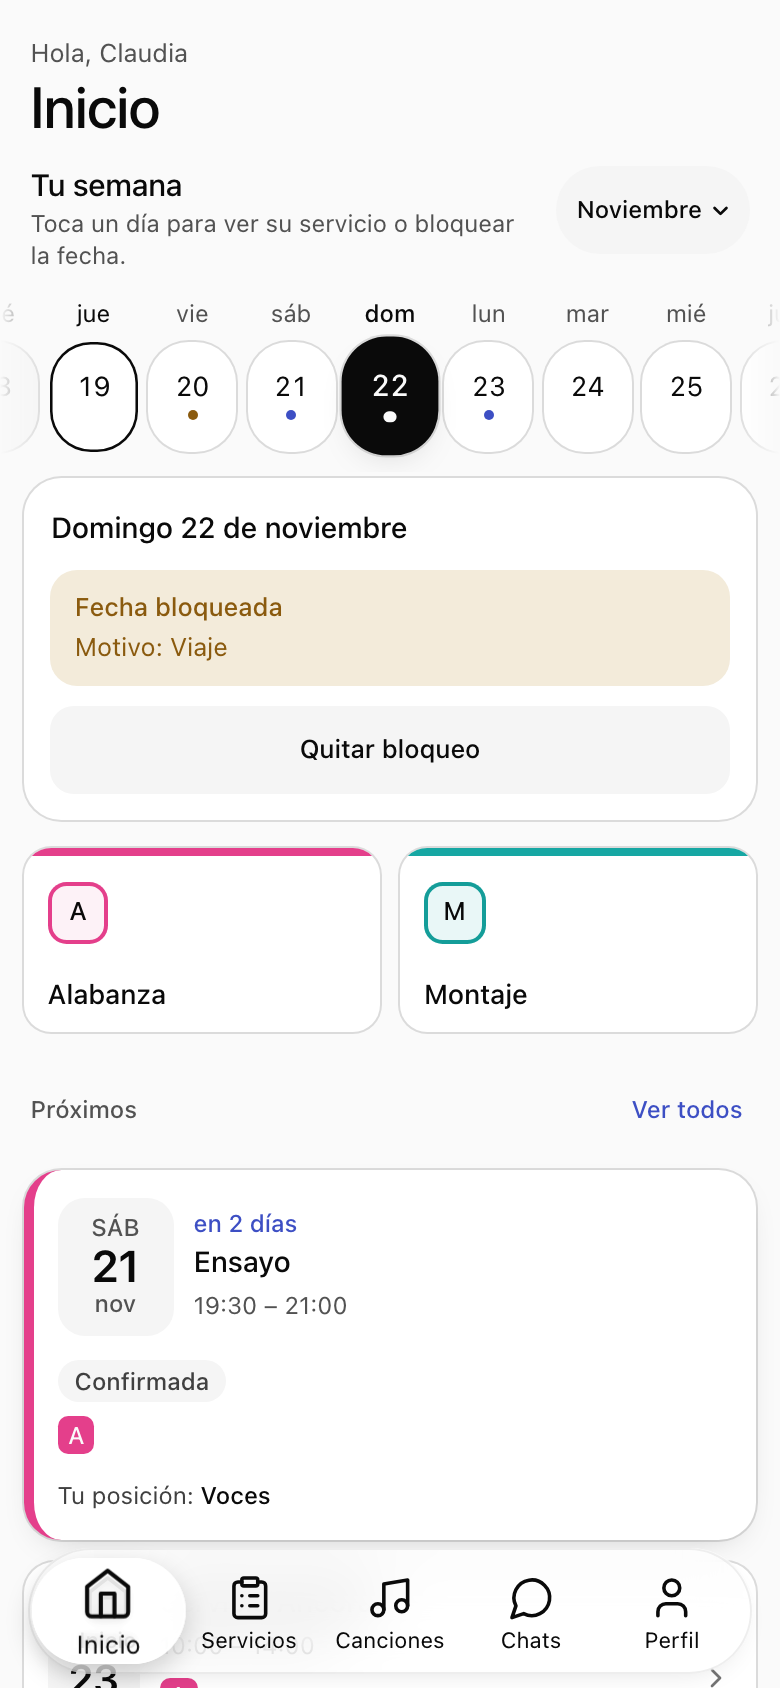 Hola, Claudia
Inicio
Tu semana
Toca un día para ver su servicio o bloquear
la fecha.
Noviembre
jue vie sáb dom lun mar mié
19 20 21 22 23 24 25
Domingo 22 de noviembre
Fecha bloqueada
Motivo: Viaje
Quitar bloqueo
A
Alabanza
M
Montaje
Próximos
Ver todos
SÁB
21
nov
en 2 días
Ensayo
19:30 – 21:00
Confirmada
A
Tu posición: Voces
Inicio Servicios Canciones Chats Perfil
23